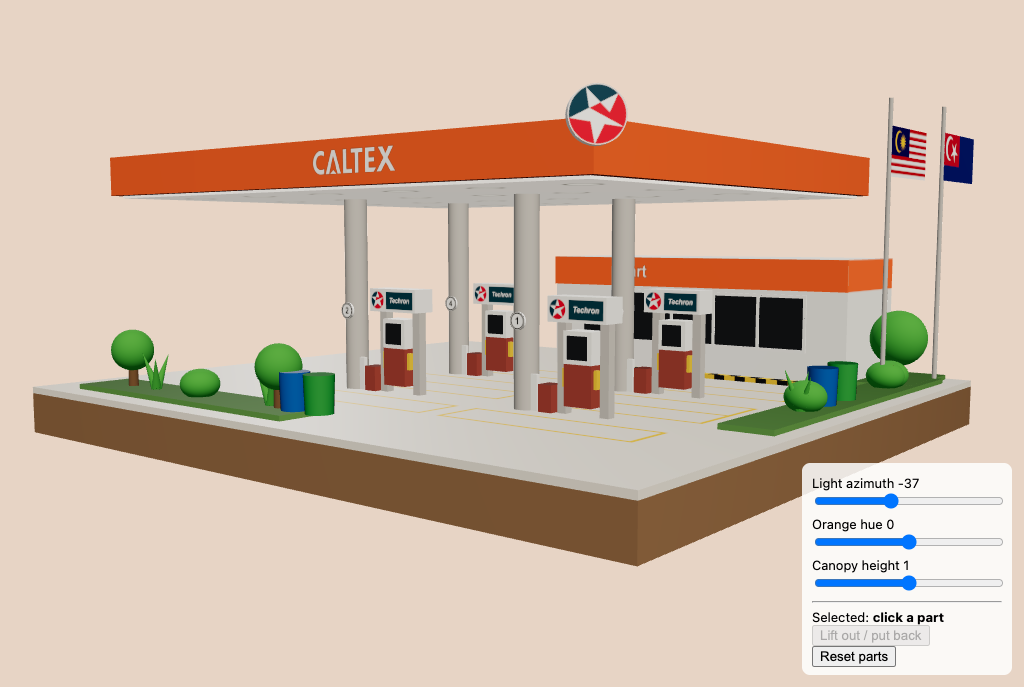 CALTEX
rt
2
Techron
4
Techron
1
Techron
Techron
Light azimuth -37
Orange hue 0
Canopy height 1
Selected: click a part
Lift out / put back
Reset parts